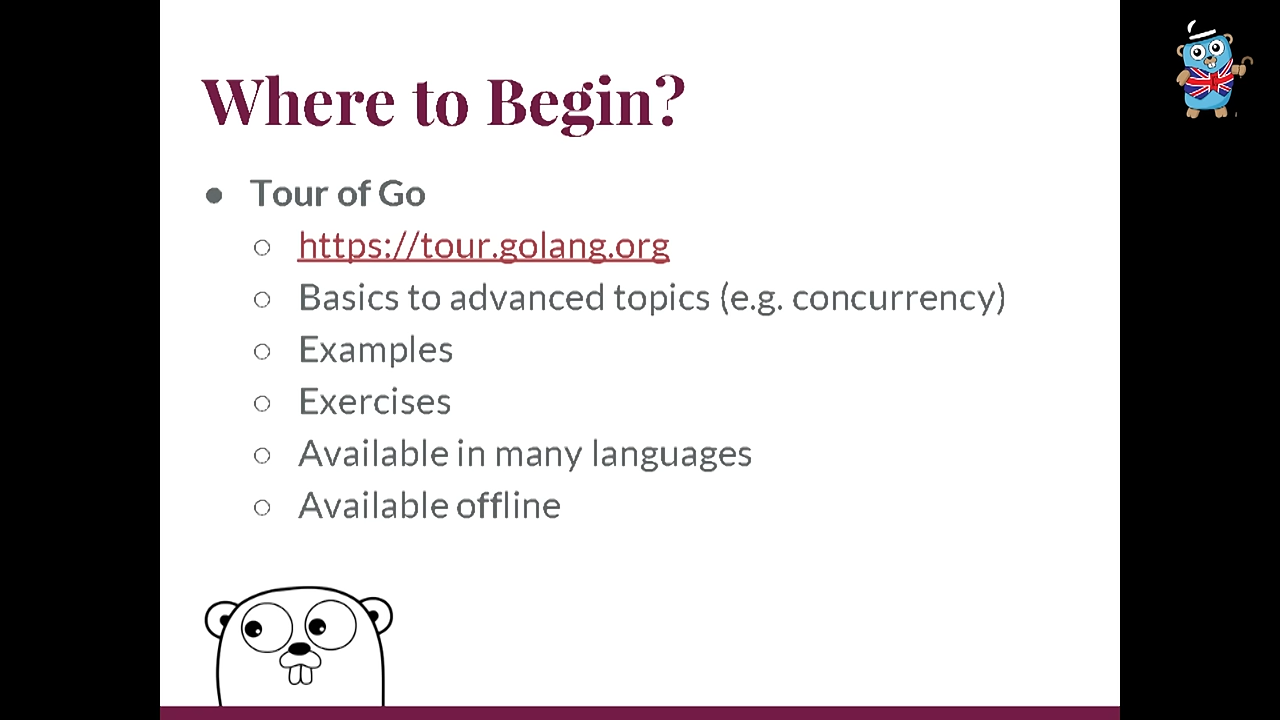 Where to Begin?
● Tour of Go
○ https://tour.golang.org
○ Basics to advanced topics (e.g. concurrency)
○ Examples
○ Exercises
○ Available in many languages
○ Available offline